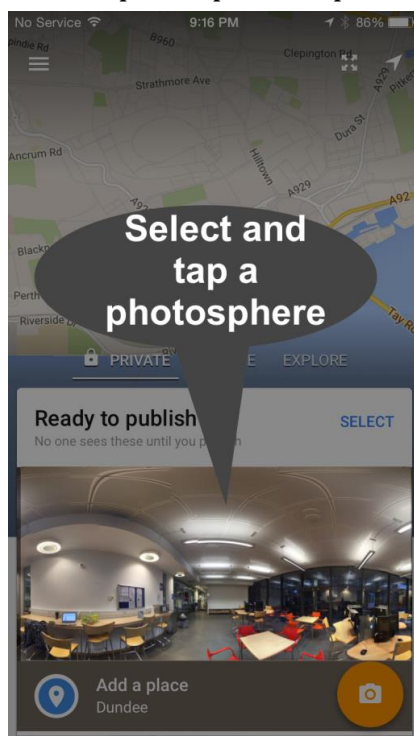 No Service 9:16 PM 86%
B960
Clepington Rd
A929
Strathmore Ave
Dura St
Ancrum Rd
Hilltown
A929
A92
Select and
tap a
photosphere
Riverside
Tay Ro
PRIVATE EXPLORE
Ready to publish SELECT
No one sees these until you
Add a place
Dundee